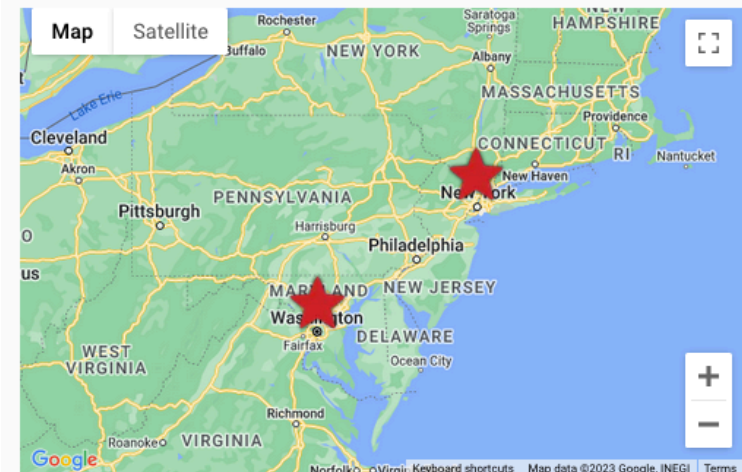 Map
Satellite
Rochester
Saratoga
Springs
NEW
HAMPSHIRE
Buffalo
NEW YORK
Albany
Lake Erie
MASSACHUSETTS
Providence
Cleveland
CONNECTICUT
RI
Nantucket
Akron
New Haven
PENNSYLVANIA
New York
Pittsburgh
Harrisburg
Philadelphia
MARYLAND
NEW JERSEY
Washington
DELAWARE
Fairfax
WEST
VIRGINIA
Ocean City
Richmond
Roanoke
VIRGINIA
Google
Norfolk
Keyboard shortcuts
Map data ©2023 Google, INEGI
Terms